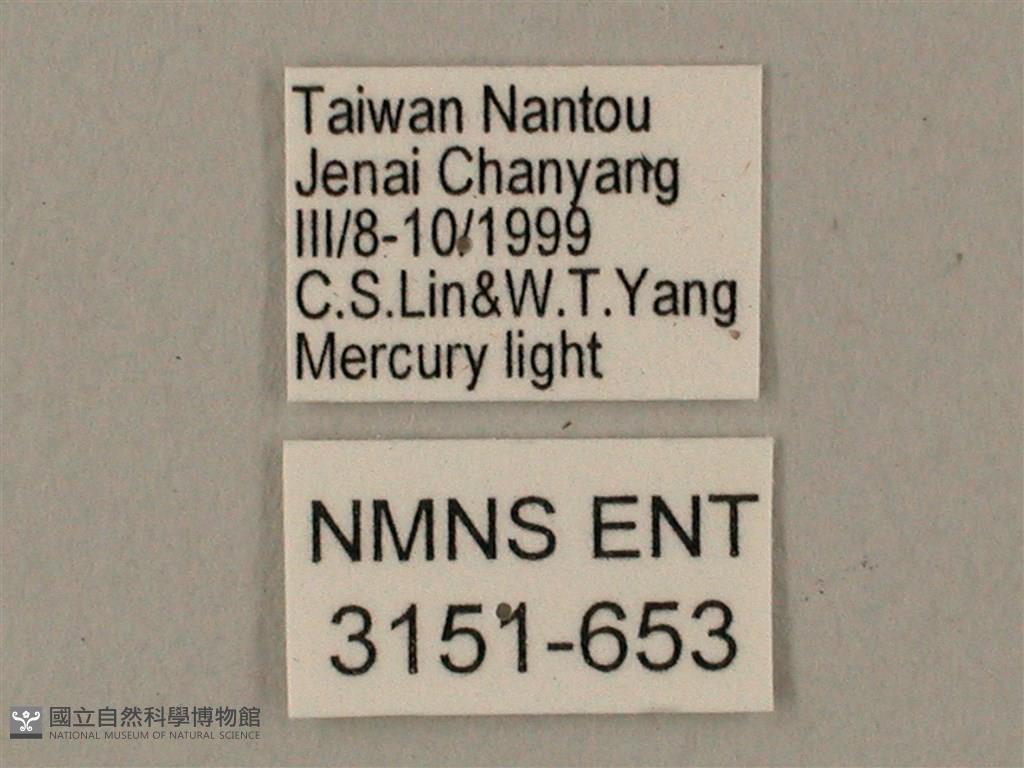 Taiwan Nantou
Jenai Chanyang
III/8-10/1999
C.S.Lin&W.T.Yang
Mercury light
NMNS ENT
3151-653
國立自然科學博物館
NATIONAL MUSEUM OF NATURAL SCIENCE